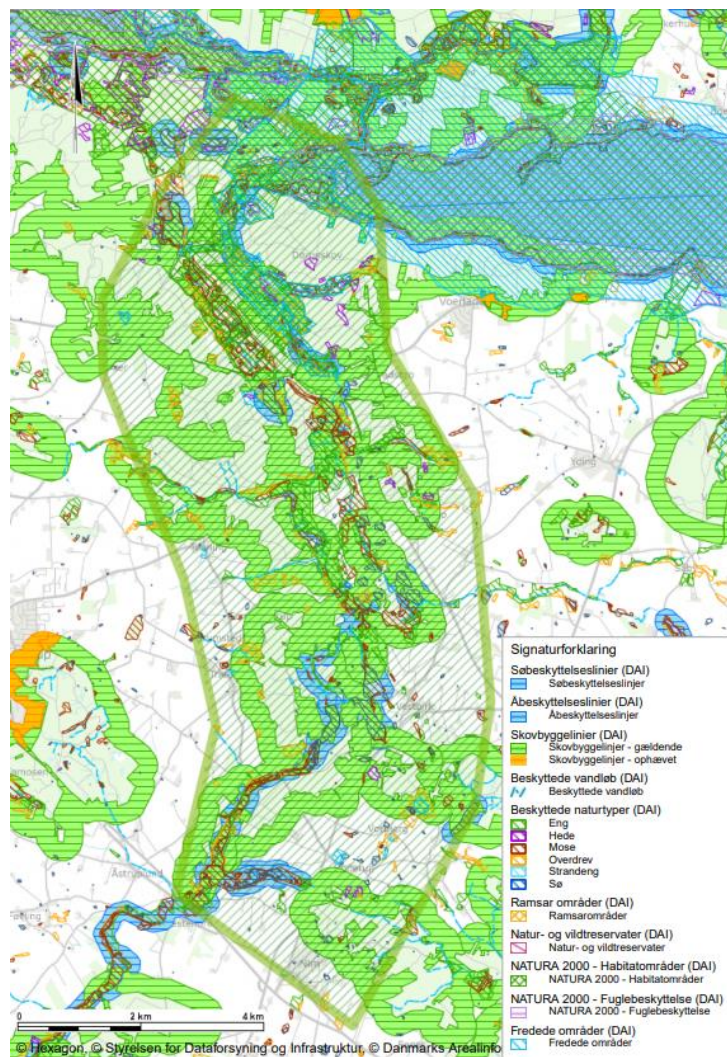 Yding
Åstruplund
Signaturforklaring
Søbeskyttelseslinier (DAI)
Søbeskyttelseslinjer
Åbeskyttelseslinier (DAI)
Åbeskyttelseslinjer
Skovbyggelinier (DAI)
Skovbyggelinjer - gældende
Skovbyggelinjer - ophævet
Beskyttede vandløb (DAI)
Beskyttede vandløb
Beskyttede naturtyper (DAI)
Eng
Hede
Mose
Overdrev
Strandeng
Sø
Ramsar områder (DAI)
Ramsarområder
Natur- og vildtreservater (DAI)
Natur- og vildtreservater
NATURA 2000 - Habitatområder (DAI)
NATURA 2000 - Habitatområder
NATURA 2000 - Fuglebeskyttelse (DAI)
NATURA 2000 - Fuglebeskyttelse
Fredede områder (DAI)
Fredede områder
0 2 km 4 km
© Hexagon, © Styrelsen for Dataforsyning og Infrastruktur, © Danmarks Arealinfo